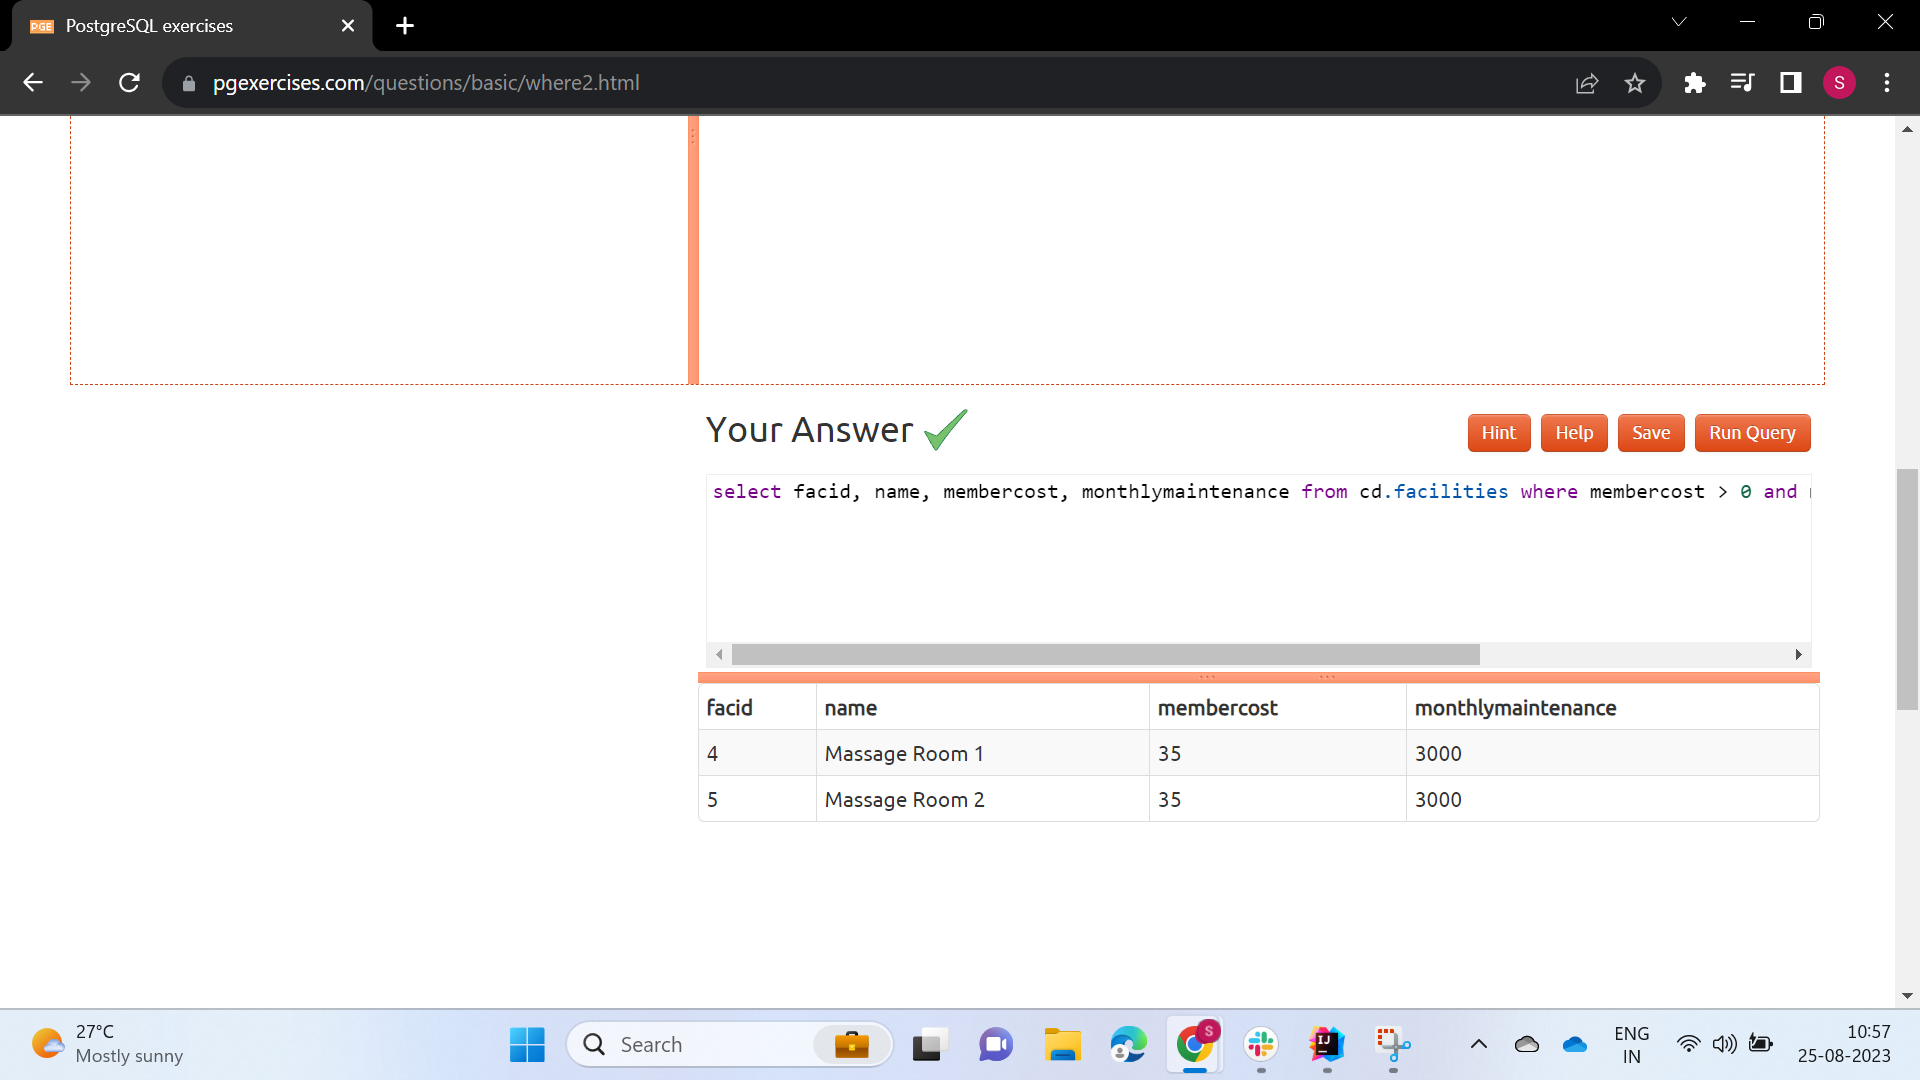 PGE PostgreSQL exercises
pgexercises.com/questions/basic/where2.html
S
Your Answer
Hint Help Save Run Query
select facid, name, membercost, monthlymaintenance from cd.facilities where membercost > 0 and
facid name membercost monthlymaintenance
4 Massage Room 1 35 3000
5 Massage Room 2 35 3000
27°C
Mostly sunny
Search
S
IJ
ENG
IN
10:57
25-08-2023